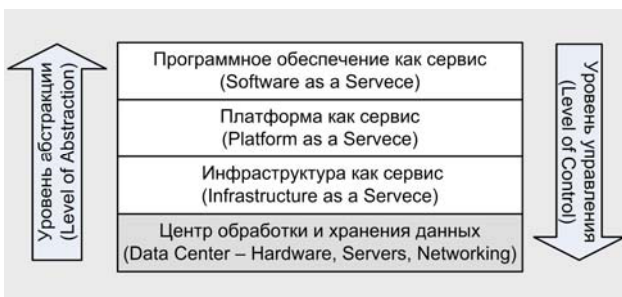 Уровень абстракции
(Level of Abstraction)
Программное обеспечение как сервис
(Software as a Servece)
Платформа как сервис
(Platform as a Servece)
Инфраструктура как сервис
(Infrastructure as a Servece)
Центр обработки и хранения данных
(Data Center – Hardware, Servers, Networking)
Уровень управления
(Level of Control)